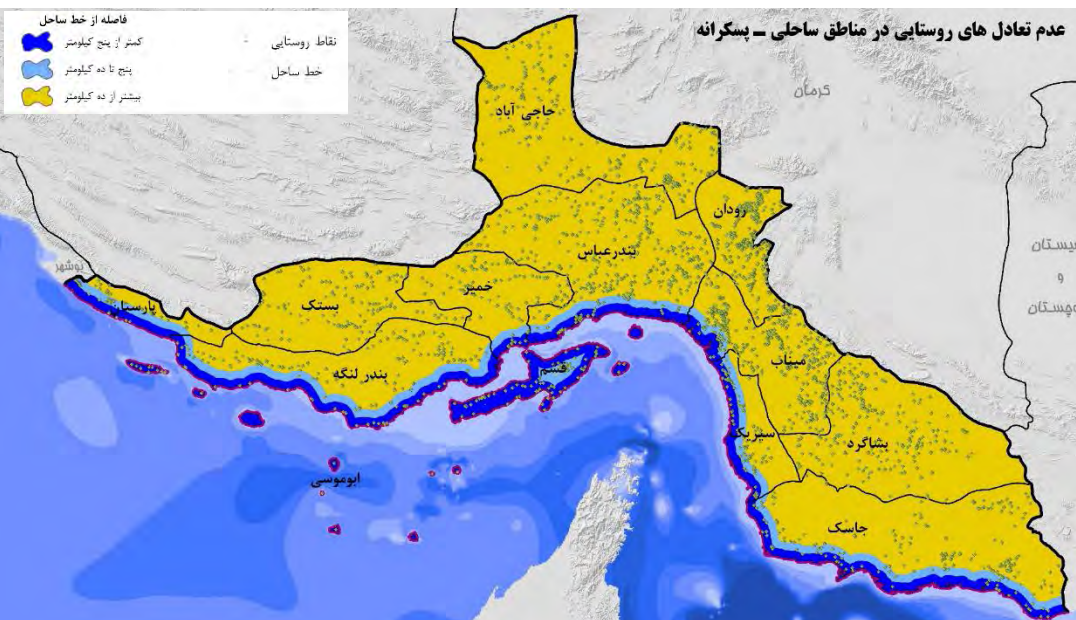 عدم تعادل های روستایی در مناطق ساحلی – پسکرانه
فاصله از خط ساحل
کمتر از پنج کیلومتر
پنج تا ده کیلومتر
بیشتر از ده کیلومتر
نقاط روستایی
خط ساحل
کرمان
حاجی آباد
رودان
بندرعباس
سیستان
و
بلوچستان
بوشهر
خمیر
بستک
پارسیان
میناب
قشم
بندر لنگه
سیریک
بشاگرد
ابوموسی
جاسک